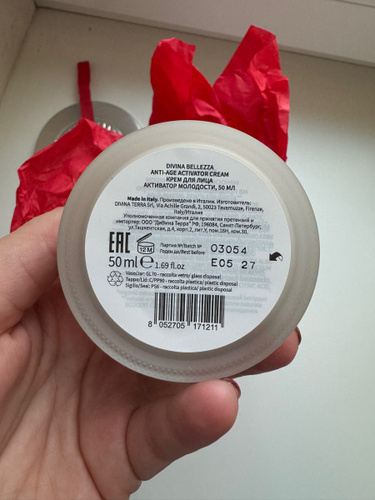 DIVINA BELLEZZA
ANTI-AGE ACTIVATOR CREAM
КРЕМ ДЛЯ ЛИЦА
АКТИВАТОР МОЛОДОСТИ, 50 МЛ
Made in Italy. Произведено в Италии. Изготовитель:
DIVINA TERRA Srl, Via Achille Grandi, 2, 50023 Tavarnuzze, Firenze,
Italy/Италия
Уполномоченная компания для принятия претензий и
импортер: ООО "ДиВина Терра" РФ, 196084, Санкт-Петербург,
ул.Ташкентская, д.4, корп.2, лит.У, пом.18Н, ком.30.
EAC 12M Партия №/Batch № 03054
Годен до/Best before E05 27
50 ml ℮ 1.69 fl.oz
Vaso/Jar: GL70 - raccolta vetro/ glass disposal
Tappo/Lid: C/PP90 - raccolta plastica/ plastic disposal
Sigillo/Seal: PS6 - raccolta plastica/ plastic disposal
8 052705 171211